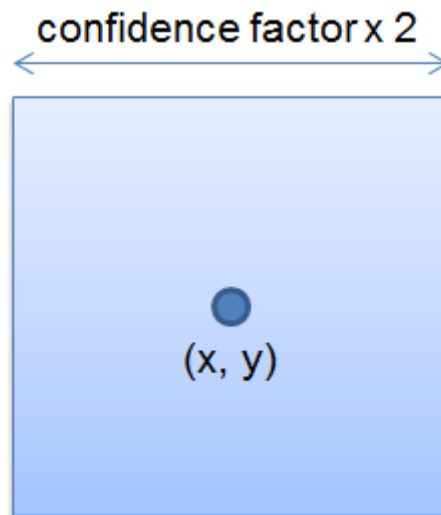 confidence factor x 2
(x, y)